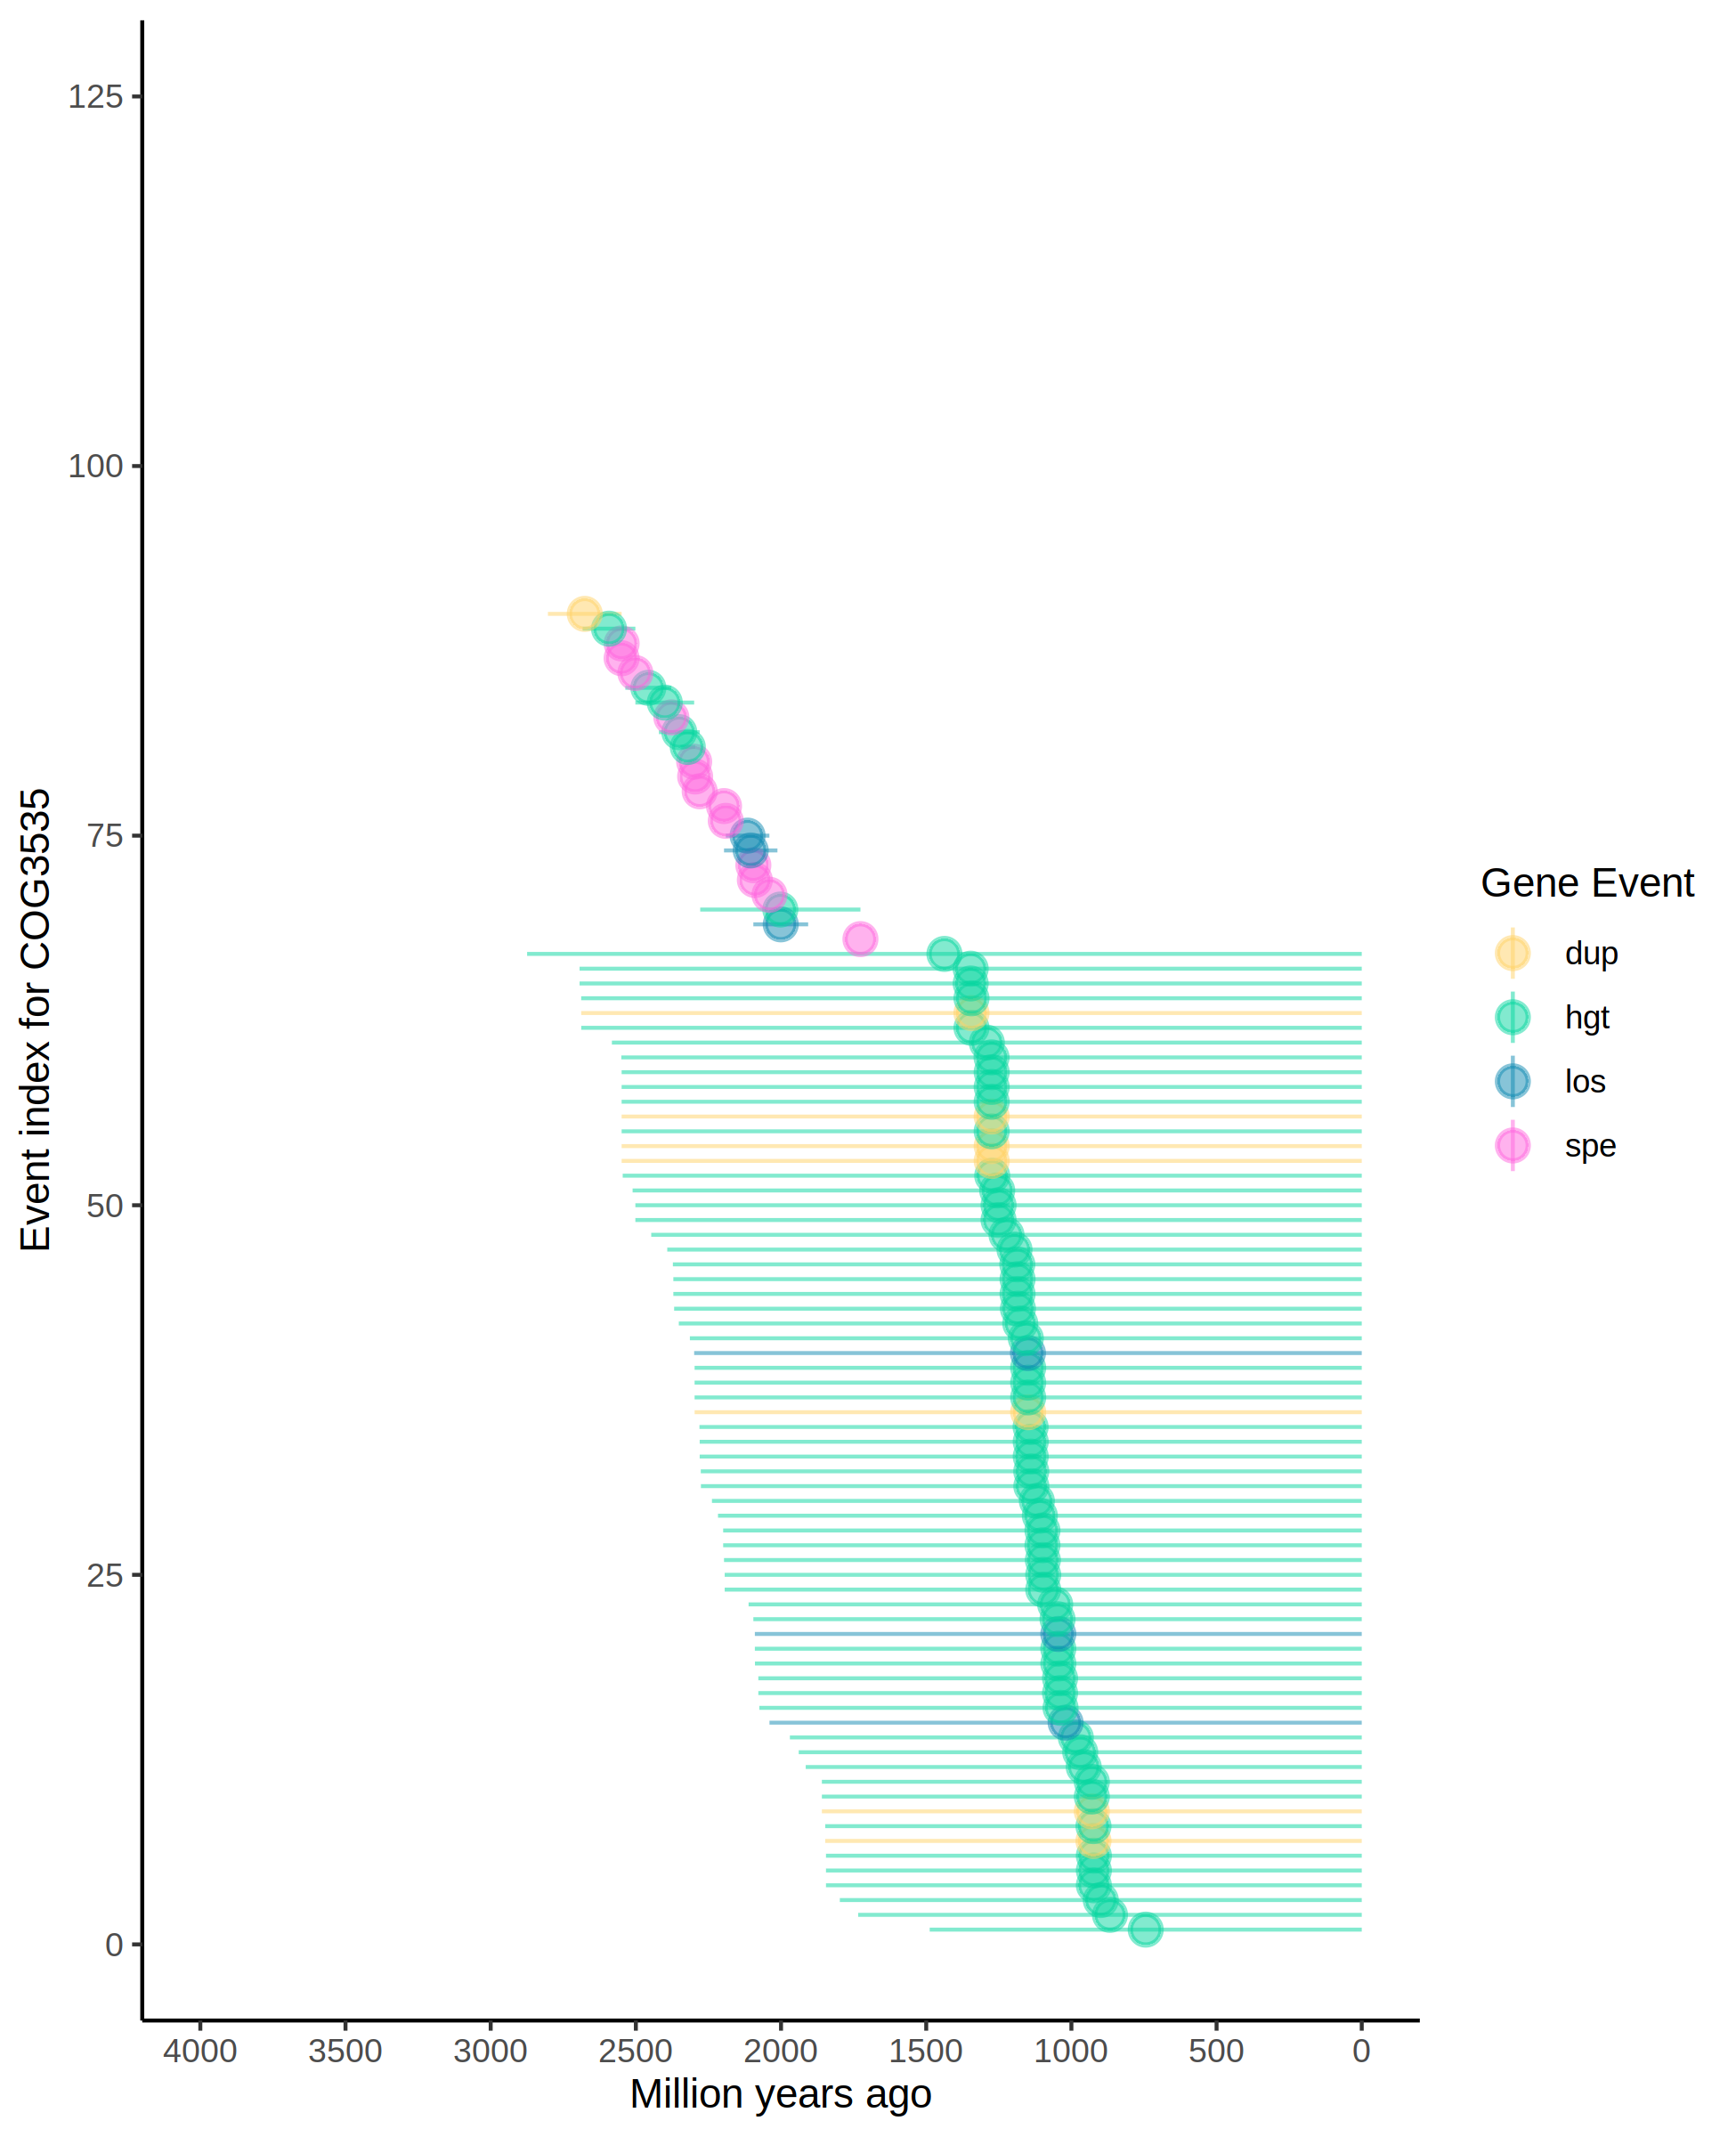 125
100
75
50
25
0
Event index for COG3535
4000 3500 3000 2500 2000 1500 1000 500 0
Million years ago
Gene Event
dup
hgt
los
spe